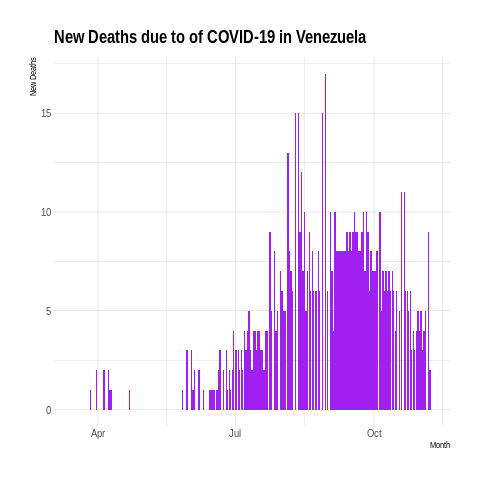 New Deaths due to of COVID-19 in Venezuela
New Deaths
15
10
5
0
Apr
Jul
Oct
Month